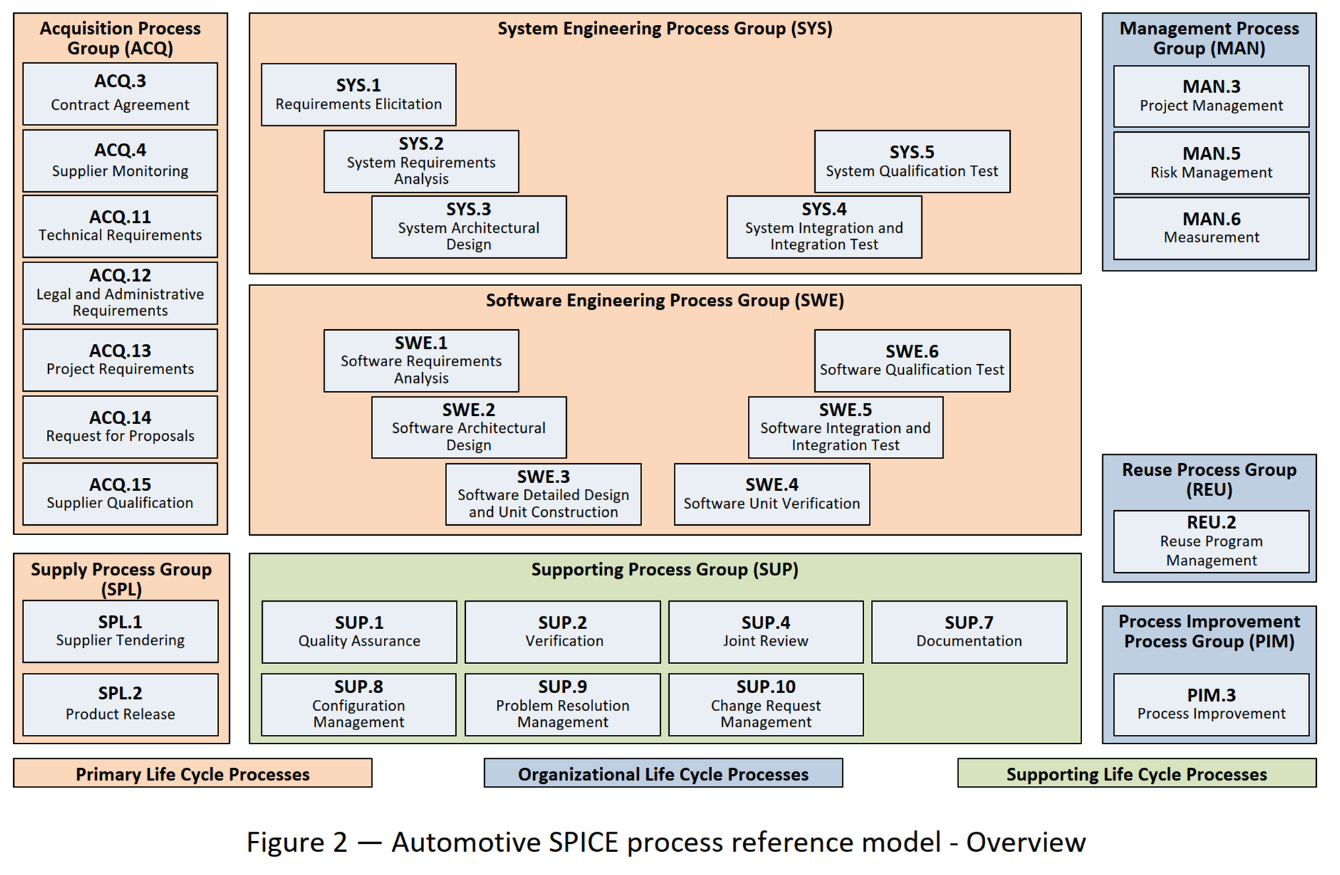 Acquisition Process
Group (ACQ)
ACQ.3
Contract Agreement
ACQ.4
Supplier Monitoring
ACQ.11
Technical Requirements
ACQ.12
Legal and Administrative
Requirements
ACQ.13
Project Requirements
ACQ.14
Request for Proposals
ACQ.15
Supplier Qualification
System Engineering Process Group (SYS)
SYS.1
Requirements Elicitation
SYS.2
System Requirements
Analysis
SYS.3
System Architectural
Design
SYS.5
System Qualification Test
SYS.4
System Integration and
Integration Test
Software Engineering Process Group (SWE)
SWE.1
Software Requirements
Analysis
SWE.2
Software Architectural
Design
SWE.3
Software Detailed Design
and Unit Construction
SWE.6
Software Qualification Test
SWE.5
Software Integration and
Integration Test
SWE.4
Software Unit Verification
Management Process
Group (MAN)
MAN.3
Project Management
MAN.5
Risk Management
MAN.6
Measurement
Reuse Process Group
(REU)
REU.2
Reuse Program
Management
Supply Process Group
(SPL)
SPL.1
Supplier Tendering
SPL.2
Product Release
Supporting Process Group (SUP)
SUP.1
Quality Assurance
SUP.2
Verification
SUP.4
Joint Review
SUP.7
Documentation
SUP.8
Configuration
Management
SUP.9
Problem Resolution
Management
SUP.10
Change Request
Management
Process Improvement
Process Group (PIM)
PIM.3
Process Improvement
Primary Life Cycle Processes
Organizational Life Cycle Processes
Supporting Life Cycle Processes
Figure 2 — Automotive SPICE process reference model - Overview